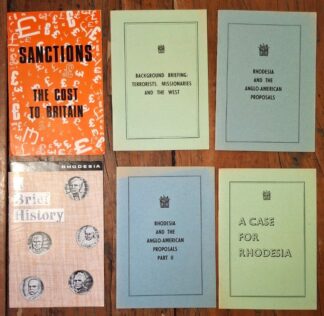 SANCTIONS
THE COST
TO BRITAIN
BACKGROUND BRIEFING:
TERRORISTS, MISSIONARIES
AND THE WEST
RHODESIA
AND THE
ANGLO-AMERICAN
PROPOSALS
RHODESIA
A
Brief
History
RHODESIA
AND THE
ANGLO-AMERICAN
PROPOSALS
PART II
A CASE
FOR
RHODESIA